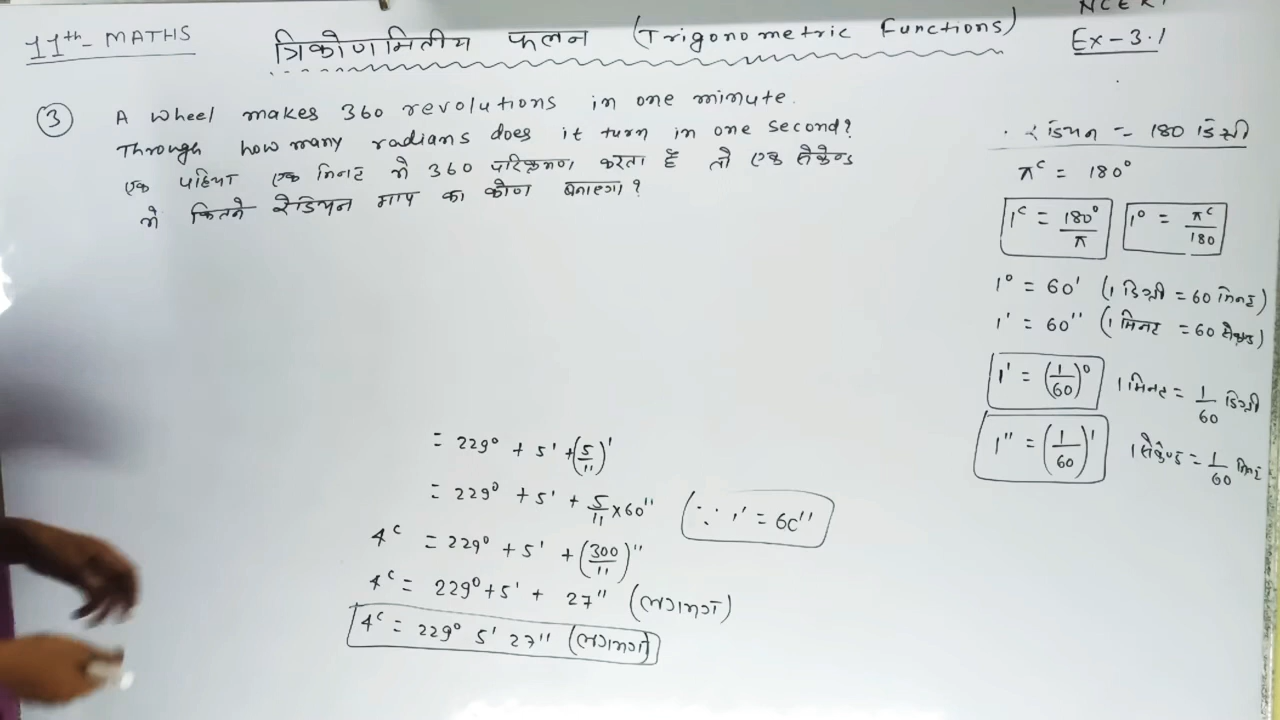 11th- MATHS
त्रिकोणमितीय फलन (Trigonometric Functions)
NCERT
Ex-3.1
③ A wheel makes 360 revolutions in one minute.
Through how many radians does it turn in one second?
एक पहिया एक मिनट में 360 परिक्रमण करता है तो एक सेकेण्ड
में कितने रेडियन माप का कोण बनाएगा?
रेडियन = 180 डिग्री
π^c = 180°
1^c = 180°/π 1° = π^c/180
1° = 60' (1 डिग्री = 60 मिनट)
1' = 60'' (1 मिनट = 60 सेकेण्ड)
1' = (1/60)° 1 मिनट = 1/60 डिग्री
1'' = (1/60)' 1 सेकेण्ड = 1/60 मिनट
= 229° + 5' + (5/11)'
= 229° + 5' + 5/11 × 60'' (∵ 1' = 60''
4^c = 229° + 5' + (300/11)''
4^c = 229° + 5' + 27'' (लगभग)
4^c = 229° 5' 27'' (लगभग)